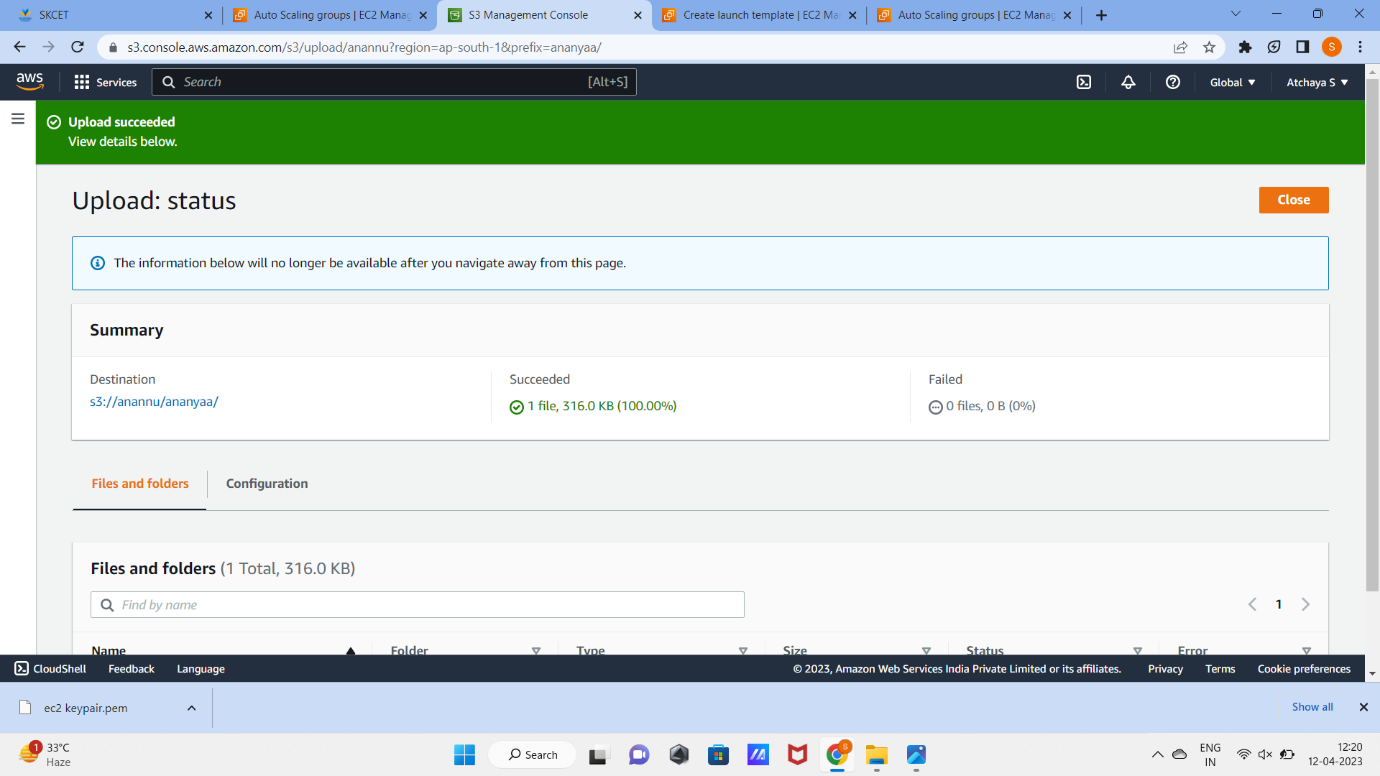 SKCET
Auto Scaling groups | EC2 Manag
S3 Management Console
Create launch template | EC2 Ma
Auto Scaling groups | EC2 Manag
s3.console.aws.amazon.com/s3/upload/anannu?region=ap-south-1&prefix=ananyaa/
S
aws
Services
Search
[Alt+S]
Global
Atchaya S
Upload succeeded
View details below.
Upload: status
Close
The information below will no longer be available after you navigate away from this page.
Summary
Destination
s3://anannu/ananyaa/
Succeeded
1 file, 316.0 KB (100.00%)
Failed
0 files, 0 B (0%)
Files and folders
Configuration
Files and folders (1 Total, 316.0 KB)
Find by name
1
Name
Folder
Type
Size
Status
Error
CloudShell
Feedback
Language
© 2023, Amazon Web Services India Private Limited or its affiliates.
Privacy
Terms
Cookie preferences
ec2 keypair.pem
Show all
1
33°C
Haze
Search
S
ENG
IN
12:20
12-04-2023